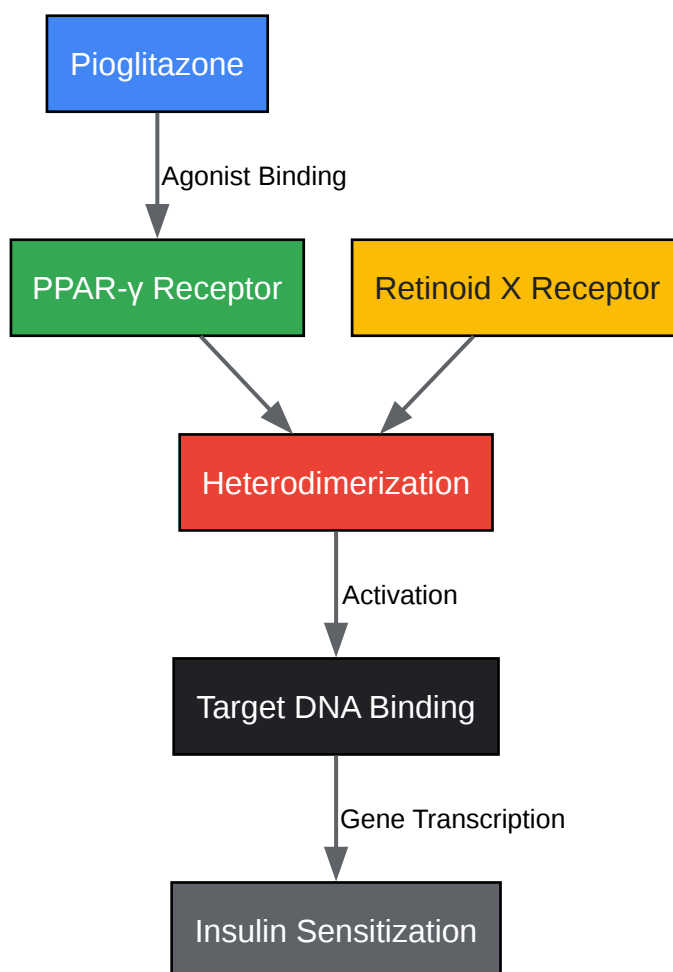 Pioglitazone
Agonist Binding
PPAR-γ Receptor
Retinoid X Receptor
Heterodimerization
Activation
Target DNA Binding
Gene Transcription
Insulin Sensitization